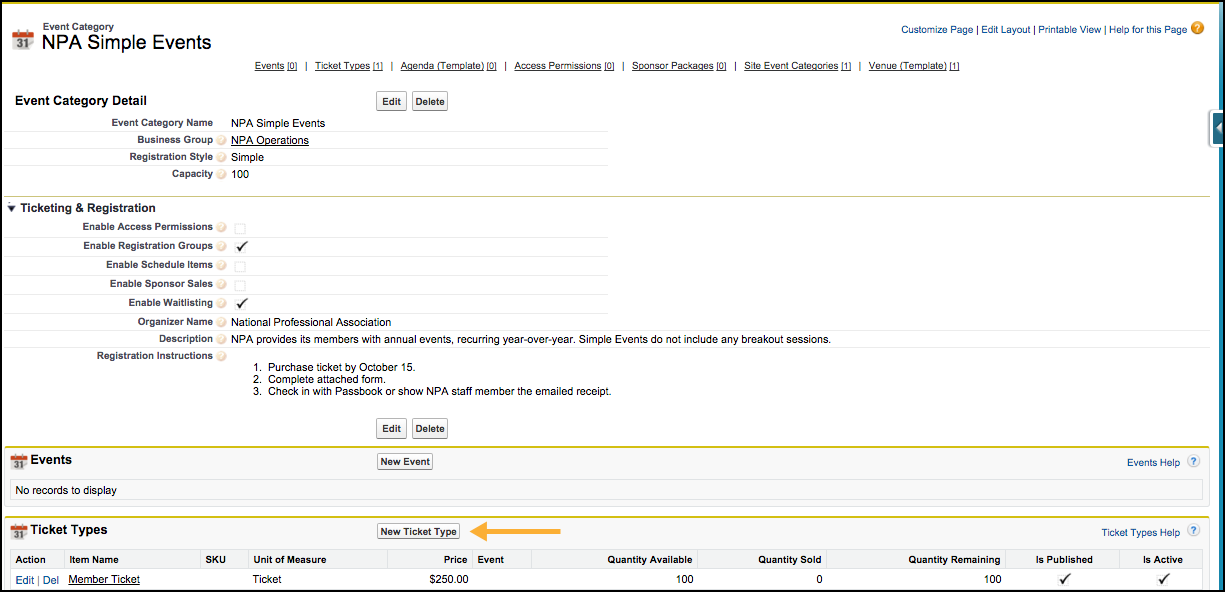 Event Category
NPA Simple Events
Customize Page | Edit Layout | Printable View | Help for this Page ?
31
Events [0] | Ticket Types [1] | Agenda (Template) [0] | Access Permissions [0] | Sponsor Packages [0] | Site Event Categories [1] | Venue (Template) [1]
Event Category Detail Edit Delete
Event Category Name NPA Simple Events
Business Group ? NPA Operations
Registration Style ? Simple
Capacity ? 100
Ticketing & Registration
Enable Access Permissions ?
Enable Registration Groups ?
Enable Schedule Items ?
Enable Sponsor Sales ?
Enable Waitlisting ?
Organizer Name ? National Professional Association
Description ? NPA provides its members with annual events, recurring year-over-year. Simple Events do not include any breakout sessions.
Registration Instructions ?
1. Purchase ticket by October 15.
2. Complete attached form.
3. Check in with Passbook or show NPA staff member the emailed receipt.
Edit Delete
31 Events New Event Events Help ?
No records to display
31 Ticket Types New Ticket Type Ticket Types Help ?
Action Item Name SKU Unit of Measure Price Event Quantity Available Quantity Sold Quantity Remaining Is Published Is Active
Edit | Del Member Ticket Ticket $250.00 100 0 100